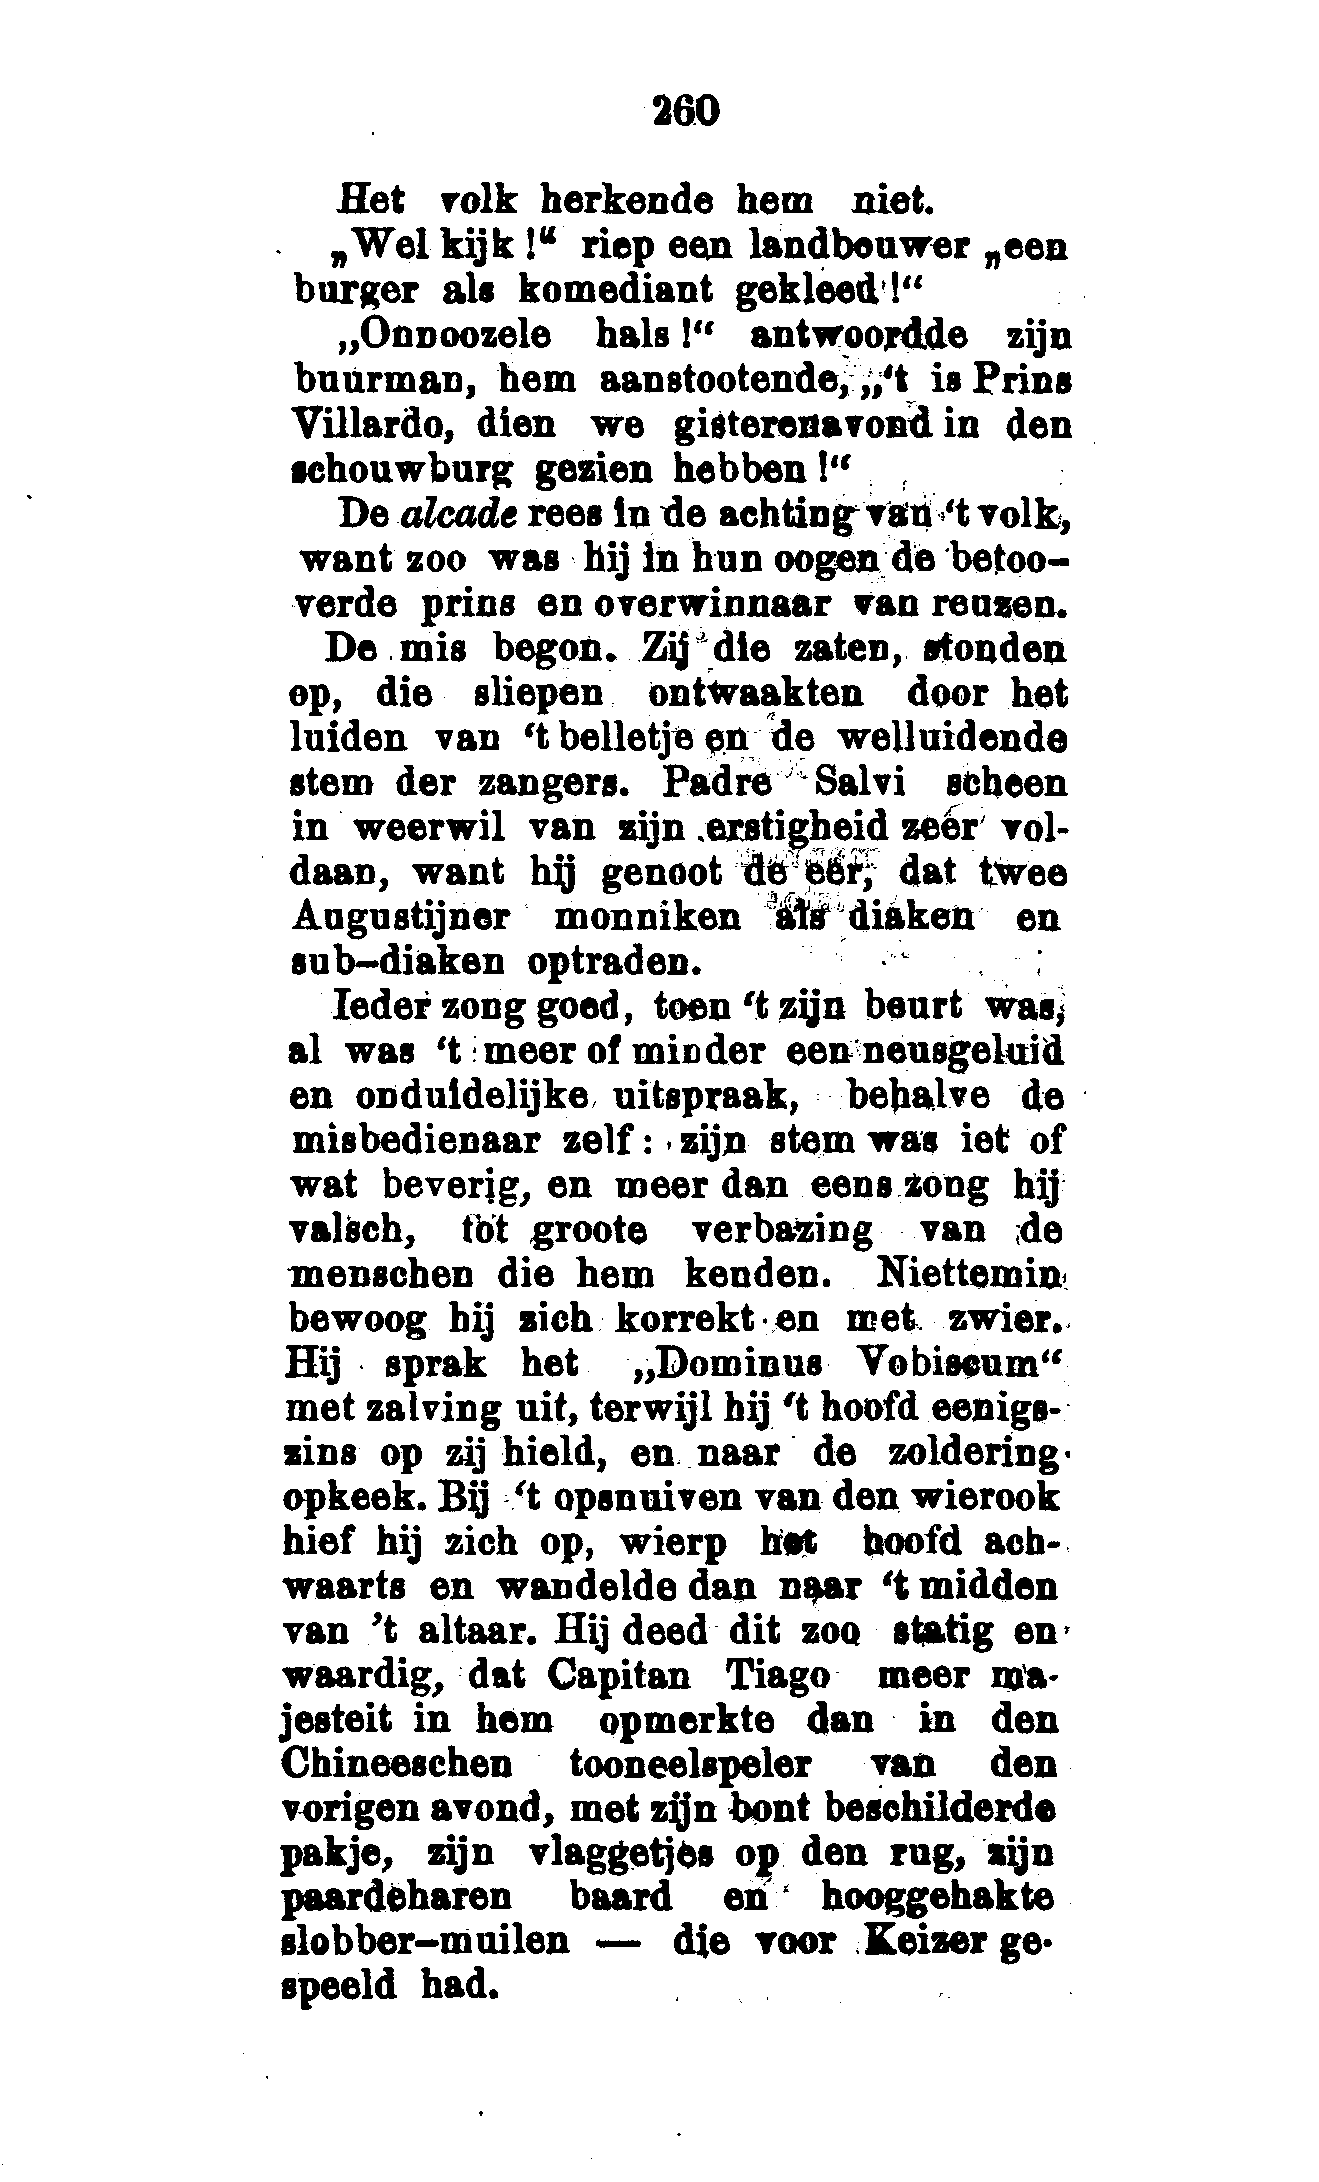 260
Het volk herkende hem niet.
„Wel kijk!“ riep een landbouwer „een
burger als komediant gekleed!“
„Onnoozele hals!“ antwoordde zijn
buurman, hem aanstootende, „‘t is Prins
Villardo, dien we gisterenavond in den
schouwburg gezien hebben!“
De alcade rees in de achting van ‘t volk,
want zoo was hij in hun oogen de betoo-
verde prins en overwinnaar van reuzen.
De mis begon. Zij die zaten, stonden
op, die sliepen ontwaakten door het
luiden van ‘t belletje en de welluidende
stem der zangers. Padre Salvi scheen
in weerwil van zijn erstigheid zeer vol-
daan, want hij genoot de eer, dat twee
Augustijner monniken als diaken en
sub-diaken optraden.
Ieder zong goed, toen ‘t zijn beurt was,
al was ‘t meer of minder een neusgeluid
en onduidelijke uitspraak, behalve de
misbedienaar zelf: zijn stem was iet of
wat beverig, en meer dan eens zong hij
valsch, tot groote verbazing van de
menschen die hem kenden. Niettemin
bewoog hij zich korrekt en met zwier.
Hij sprak het „Dominus Vobiscum“
met zalving uit, terwijl hij ‘t hoofd eenigs-
zins op zij hield, en naar de zoldering
opkeek. Bij ‘t opsnuiven van den wierook
hief hij zich op, wierp het hoofd ach-
waarts en wandelde dan naar ‘t midden
van ’t altaar. Hij deed dit zoo statig en
waardig, dat Capitan Tiago meer ma-
jesteit in hem opmerkte dan in den
Chineeschen tooneelspeler van den
vorigen avond, met zijn bont beschilderde
pakje, zijn vlaggetjes op den rug, zijn
paardeharen baard en hooggehakte
slobber-muilen — die voor Keizer ge-
speeld had.